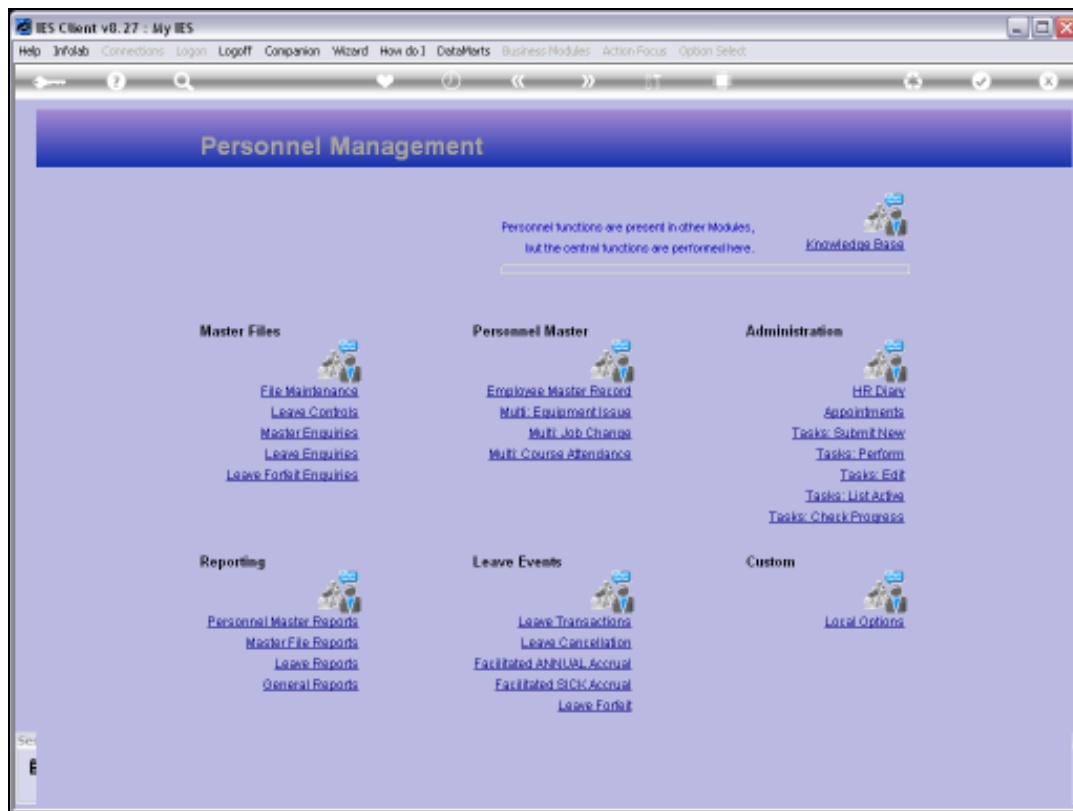 IES Client v8.27 : My IES
Help Infolab Connections Logon Logoff Companion Wizard How do I DataMarts Business Modules Action Focus Option Select
Personnel Management
Personnel functions are present in other Modules,
but the central functions are performed here.
Knowledge Base
Master Files
File Maintenance
Leave Controls
Master Enquiries
Leave Enquiries
Leave Forfeit Enquiries
Personnel Master
Employee Master Record
Multi: Equipment Issue
Multi: Job Change
Multi: Course Attendance
Administration
HR Diary
Appointments
Tasks: Submit New
Tasks: Perform
Tasks: Edit
Tasks: List Active
Tasks: Check Progress
Reporting
Personnel Master Reports
Master File Reports
Leave Reports
General Reports
Leave Events
Leave Transactions
Leave Cancellation
Facilitated ANNUAL Accrual
Facilitated SICK Accrual
Leave Forfeit
Custom
Local Options